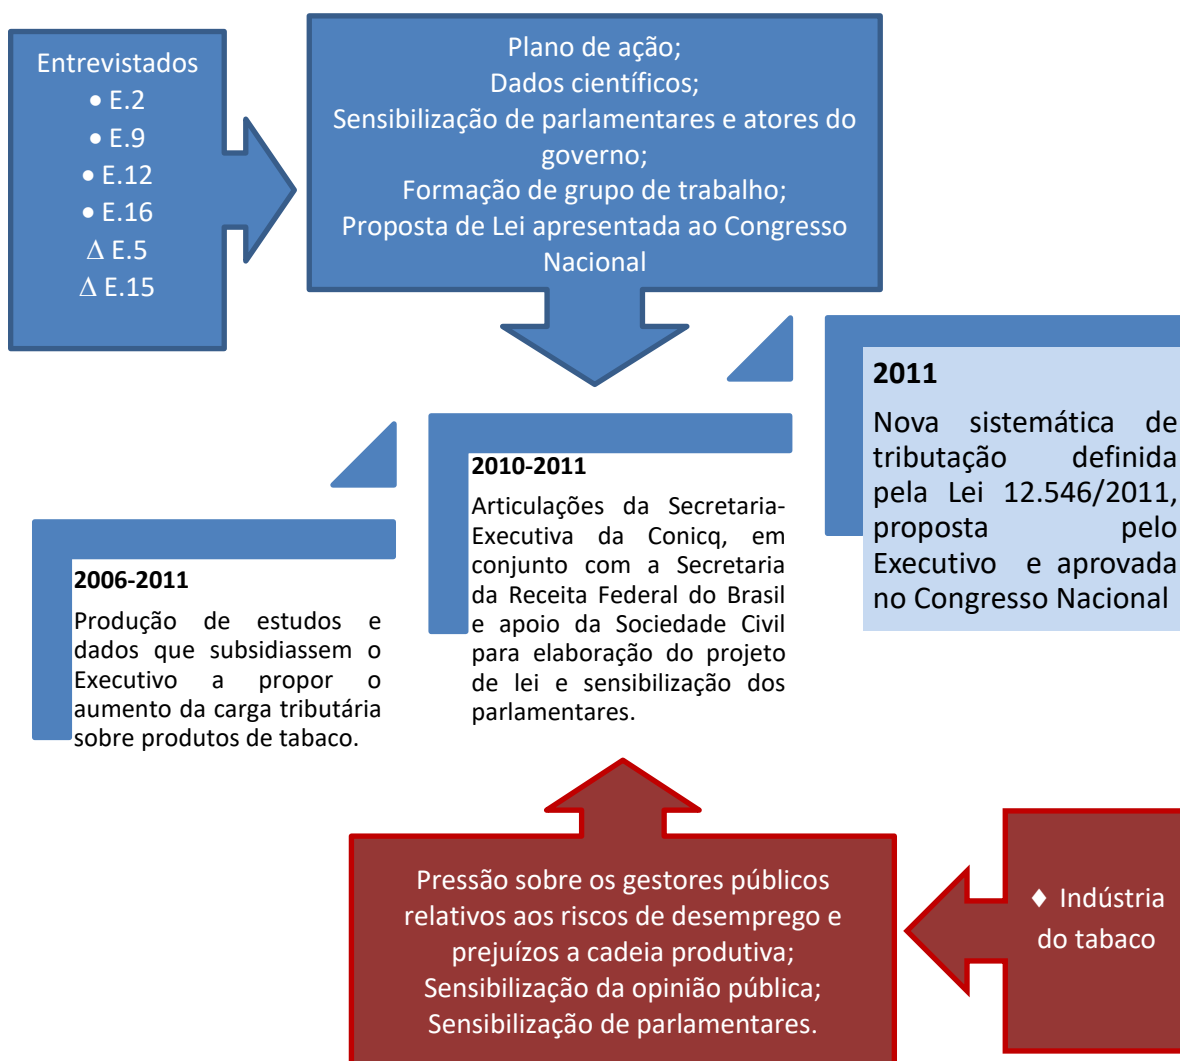 Entrevistados
• E.2
• E.9
• E.12
• E.16
∆ E.5
∆ E.15
Plano de ação;
Dados científicos;
Sensibilização de parlamentares e atores do
governo;
Formação de grupo de trabalho;
Proposta de Lei apresentada ao Congresso
Nacional
2006-2011
Produção de estudos e
dados que subsidiassem o
Executivo a propor o
aumento da carga tributária
sobre produtos de tabaco.
2010-2011
Articulações da Secretaria-
Executiva da Conicq, em
conjunto com a Secretaria
da Receita Federal do Brasil
e apoio da Sociedade Civil
para elaboração do projeto
de lei e sensibilização dos
parlamentares.
2011
Nova sistemática de
tributação definida
pela Lei 12.546/2011,
proposta pelo
Executivo e aprovada
no Congresso Nacional
Pressão sobre os gestores públicos
relativos aos riscos de desemprego e
prejuízos a cadeia produtiva;
Sensibilização da opinião pública;
Sensibilização de parlamentares.
♦ Indústria
do tabaco